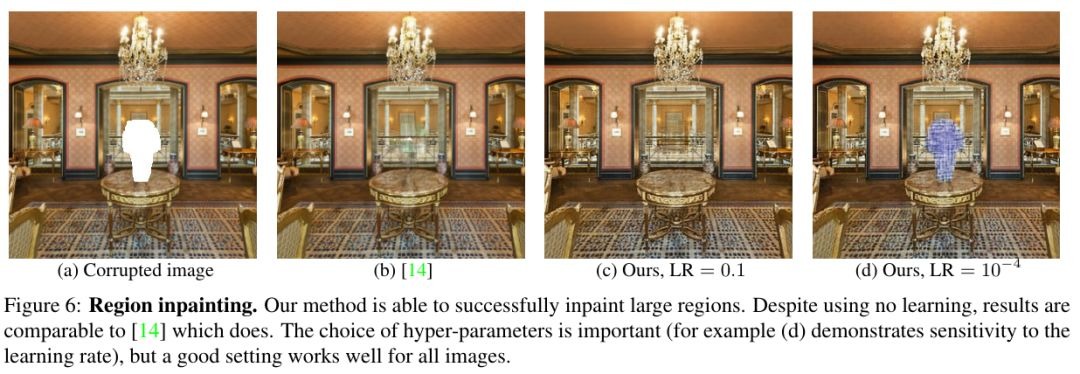 (a) Corrupted image
(b) [14]
(c) Ours, LR = 0.1
(d) Ours, LR = 10⁻⁴
Figure 6: Region inpainting. Our method is able to successfully inpaint large regions. Despite using no learning, results are
comparable to [14] which does. The choice of hyper-parameters is important (for example (d) demonstrates sensitivity to the
learning rate), but a good setting works well for all images.